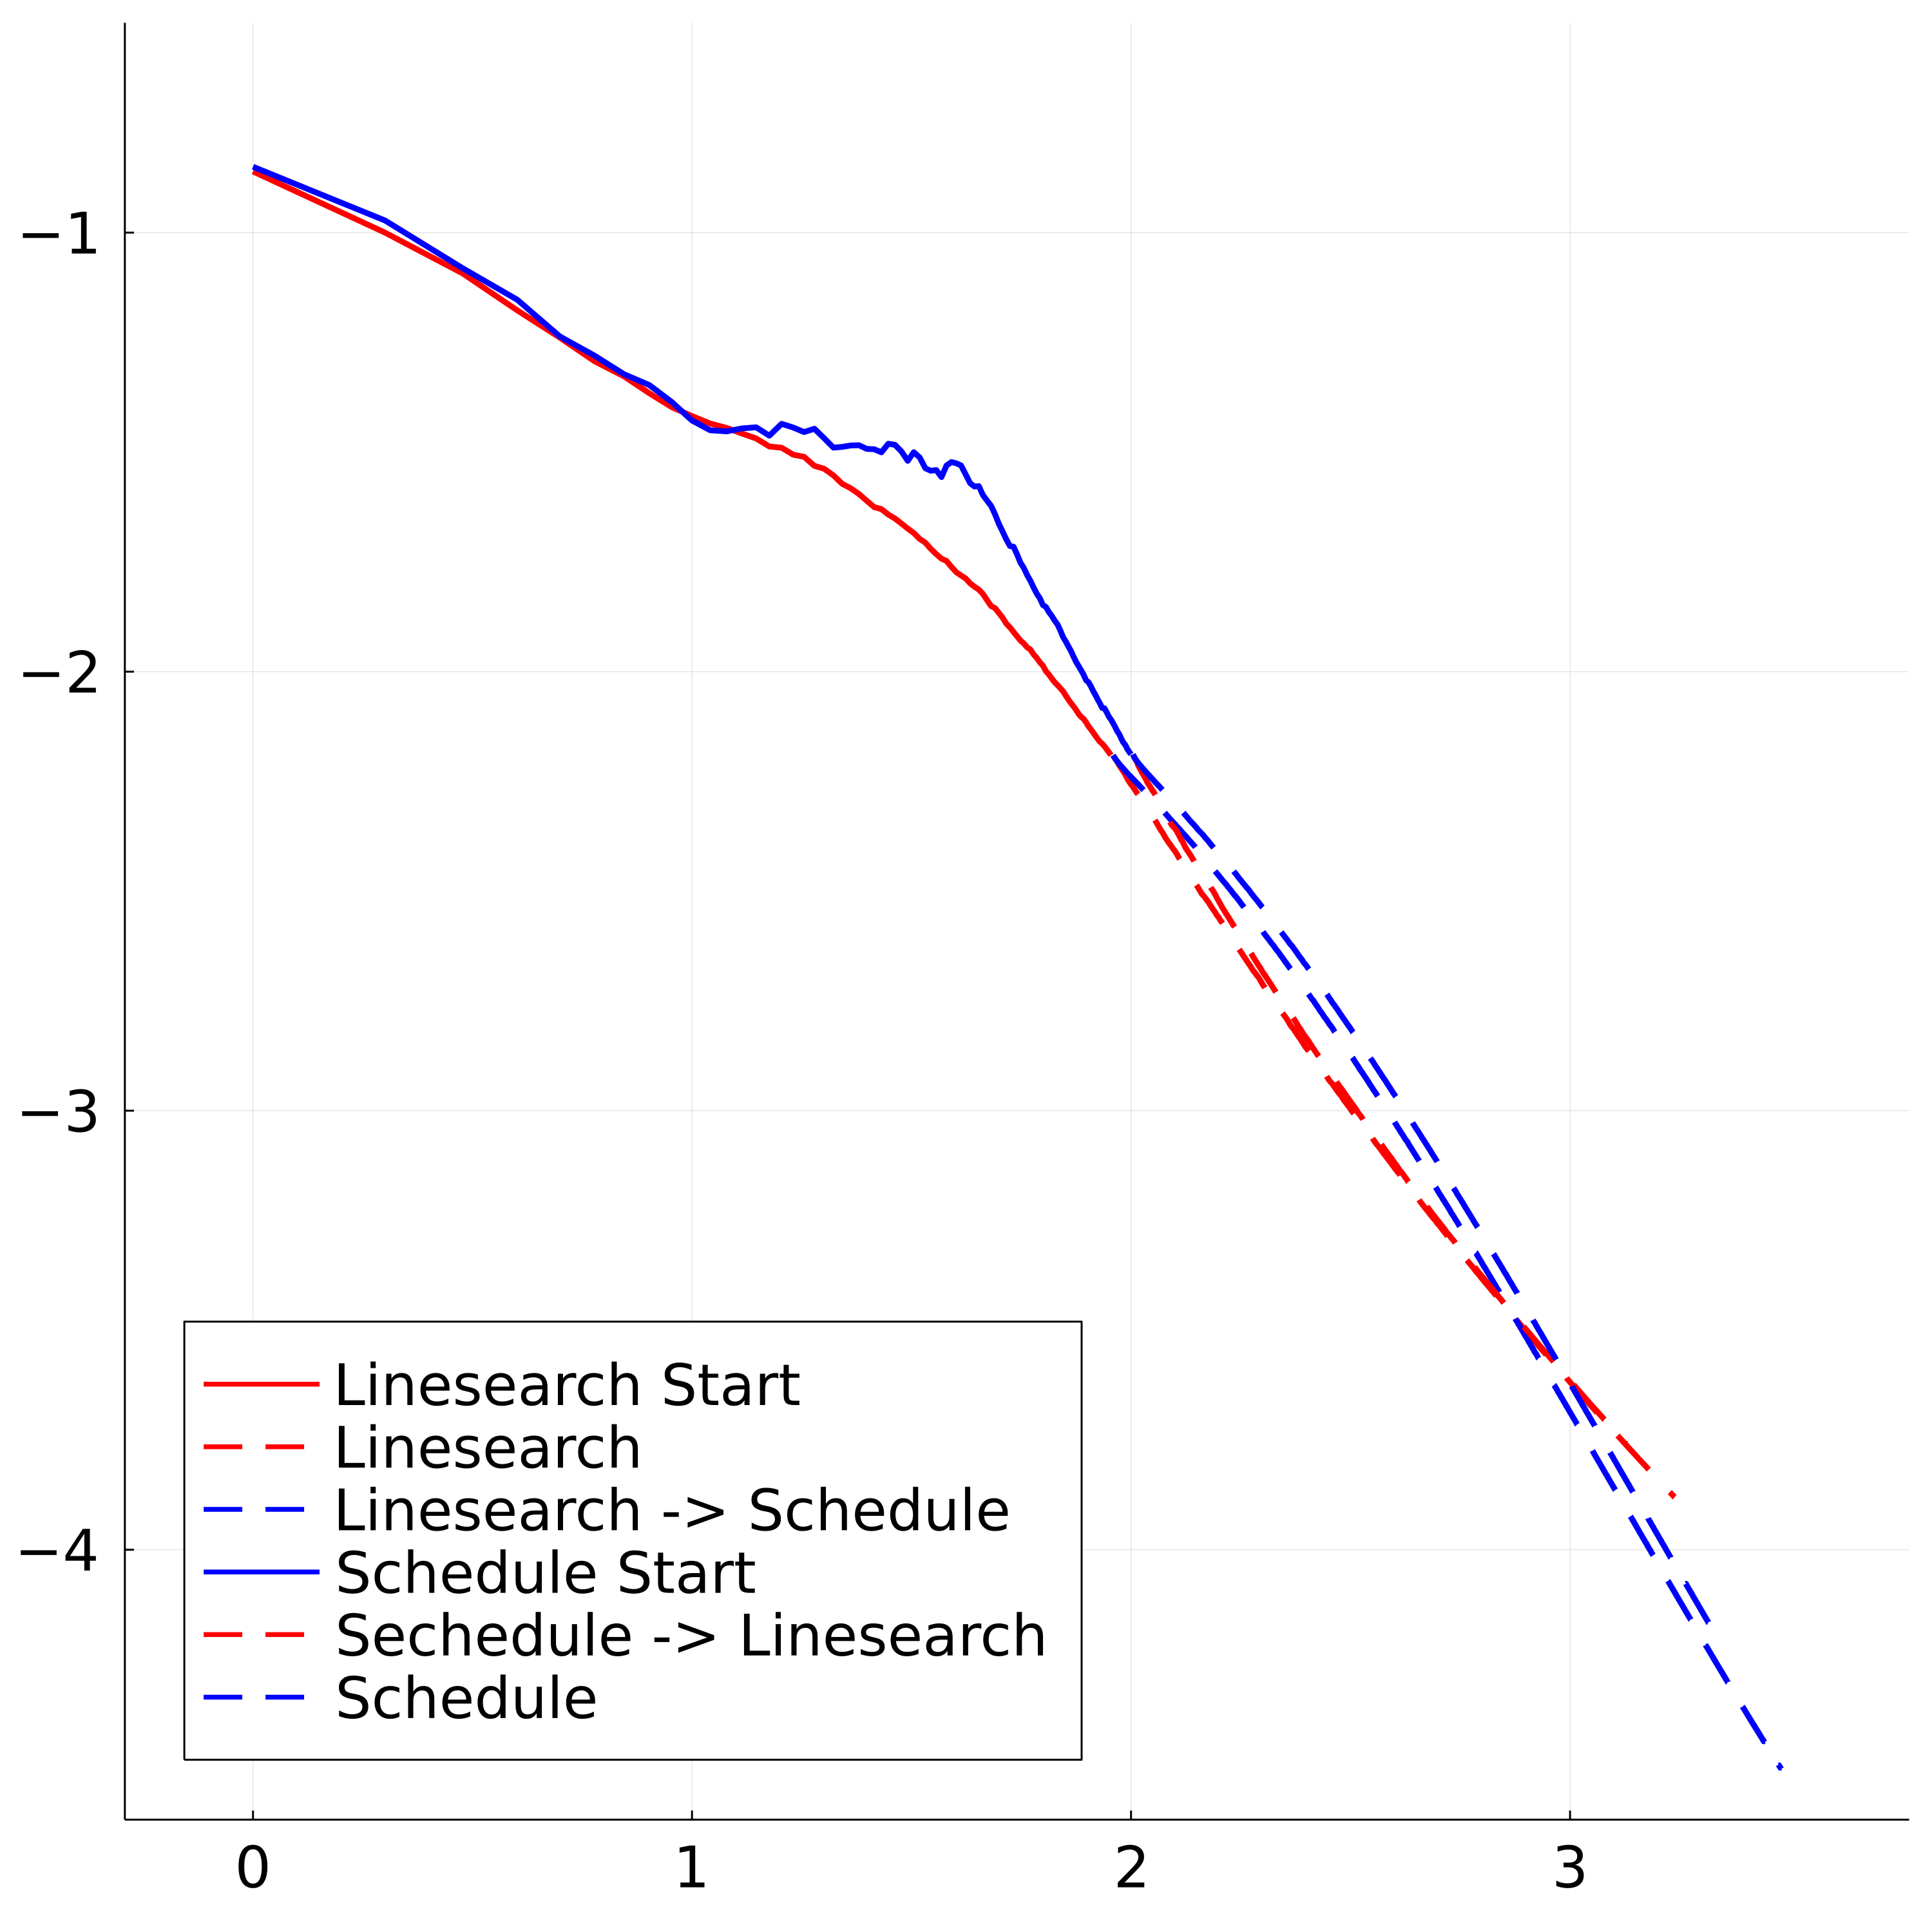 −1
−2
−3
−4
Linesearch Start
Linesearch
Linesearch -> Schedule
Schedule Start
Sechedule -> Linesearch
Schedule
0 1 2 3